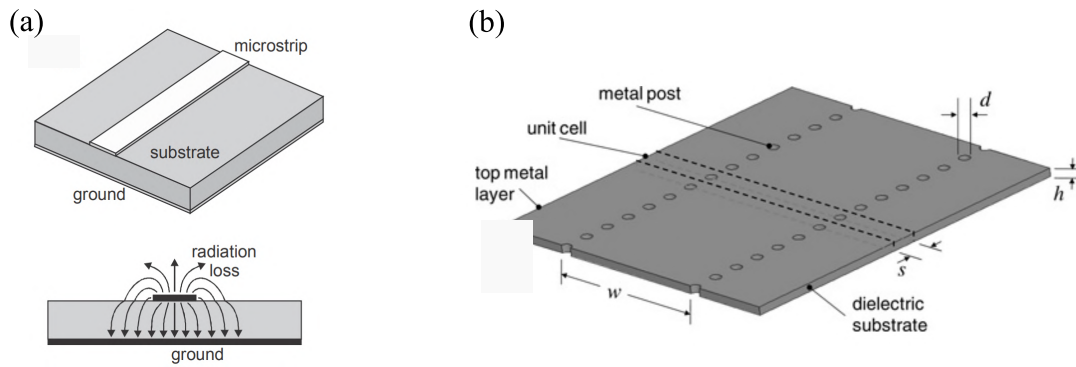 (a)
microstrip
substrate
ground
radiation
loss
ground
(b)
metal post
d
unit cell
top metal
layer
h
s
w
dielectric
substrate